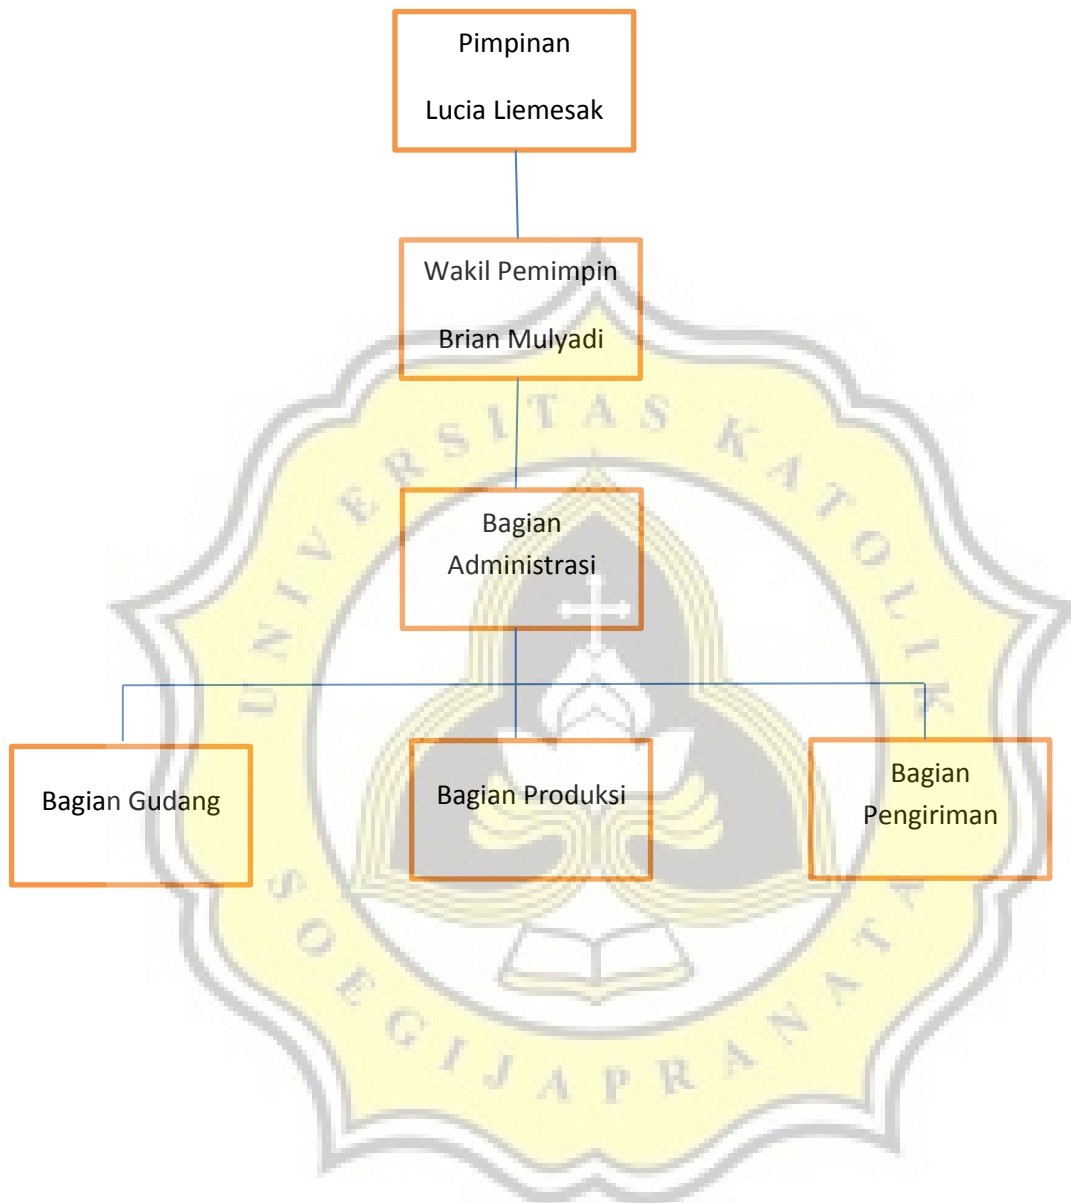 Pimpinan
Lucia Liemesak
Wakil Pemimpin
Brian Mulyadi
UNIVERSITAS KATOLIK
Bagian
Administrasi
Bagian Gudang
Bagian Produksi
Bagian
Pengiriman
SOEGIJAPRANATA